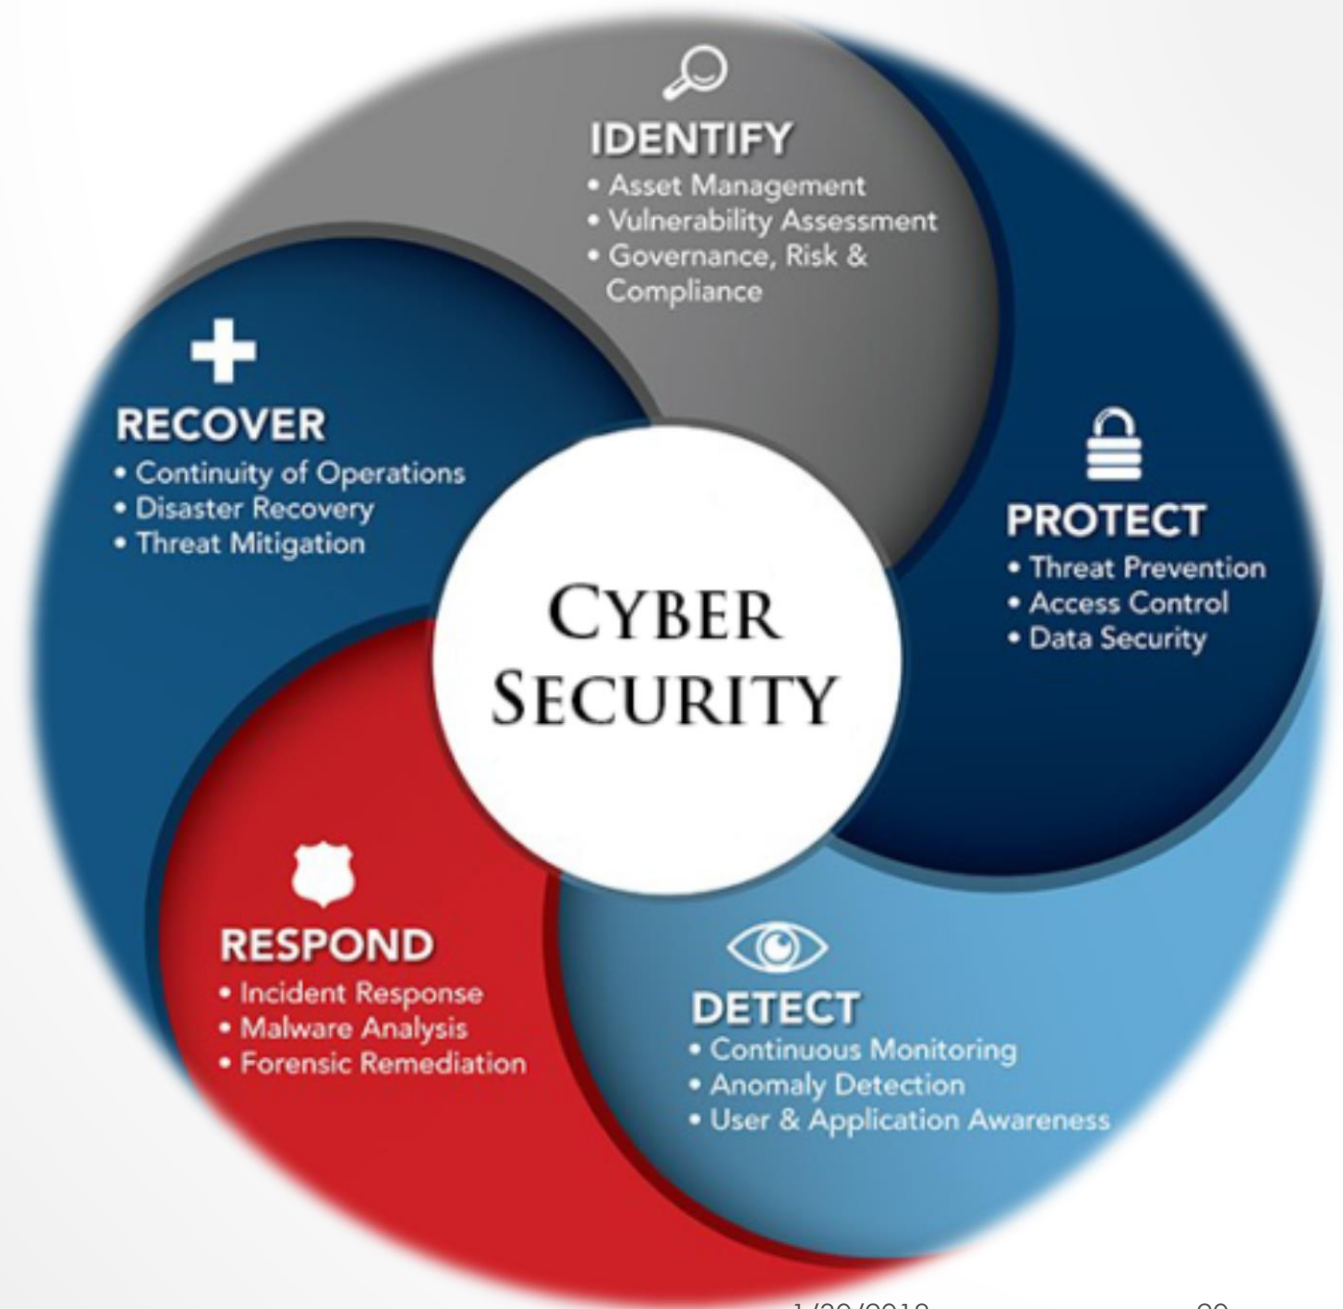 IDENTIFY
• Asset Management
• Vulnerability Assessment
• Governance, Risk &
Compliance
PROTECT
• Threat Prevention
• Access Control
• Data Security
DETECT
• Continuous Monitoring
• Anomaly Detection
• User & Application Awareness
RESPOND
• Incident Response
• Malware Analysis
• Forensic Remediation
RECOVER
• Continuity of Operations
• Disaster Recovery
• Threat Mitigation
CYBER
SECURITY